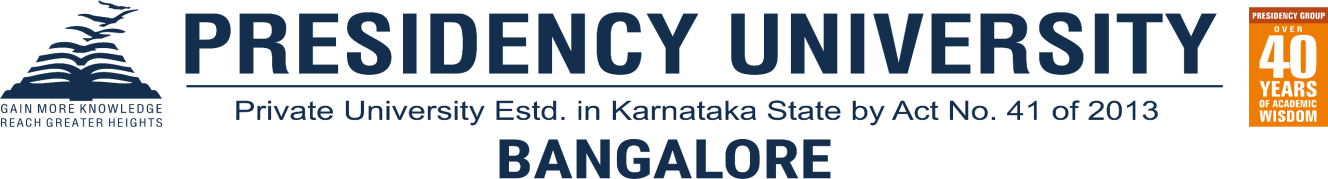 PRESIDENCY UNIVERSITY
Private University Estd. in Karnataka State by Act No. 41 of 2013
BANGALORE
GAIN MORE KNOWLEDGE
REACH GREATER HEIGHTS
PRESIDENCY GROUP
OVER
40
YEARS
OF ACADEMIC
WISDOM